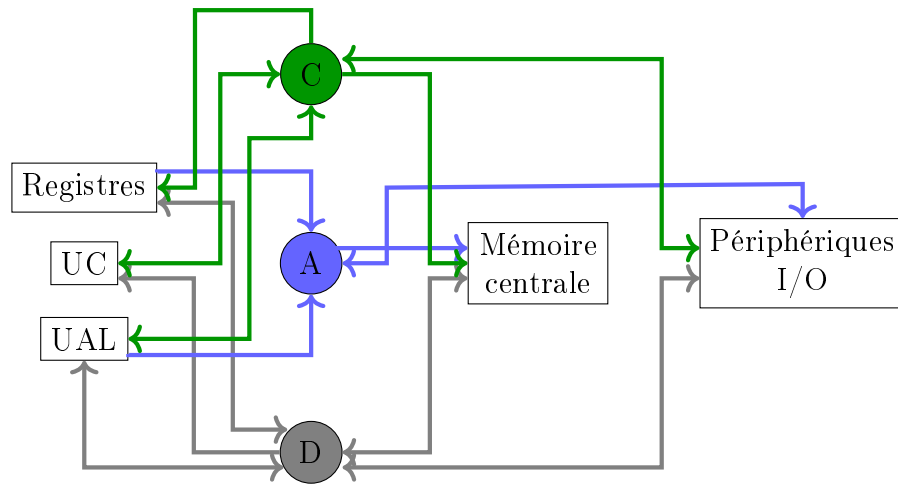 C
Registres
UC
UAL
A
Mémoire
centrale
Périphériques
I/O
D